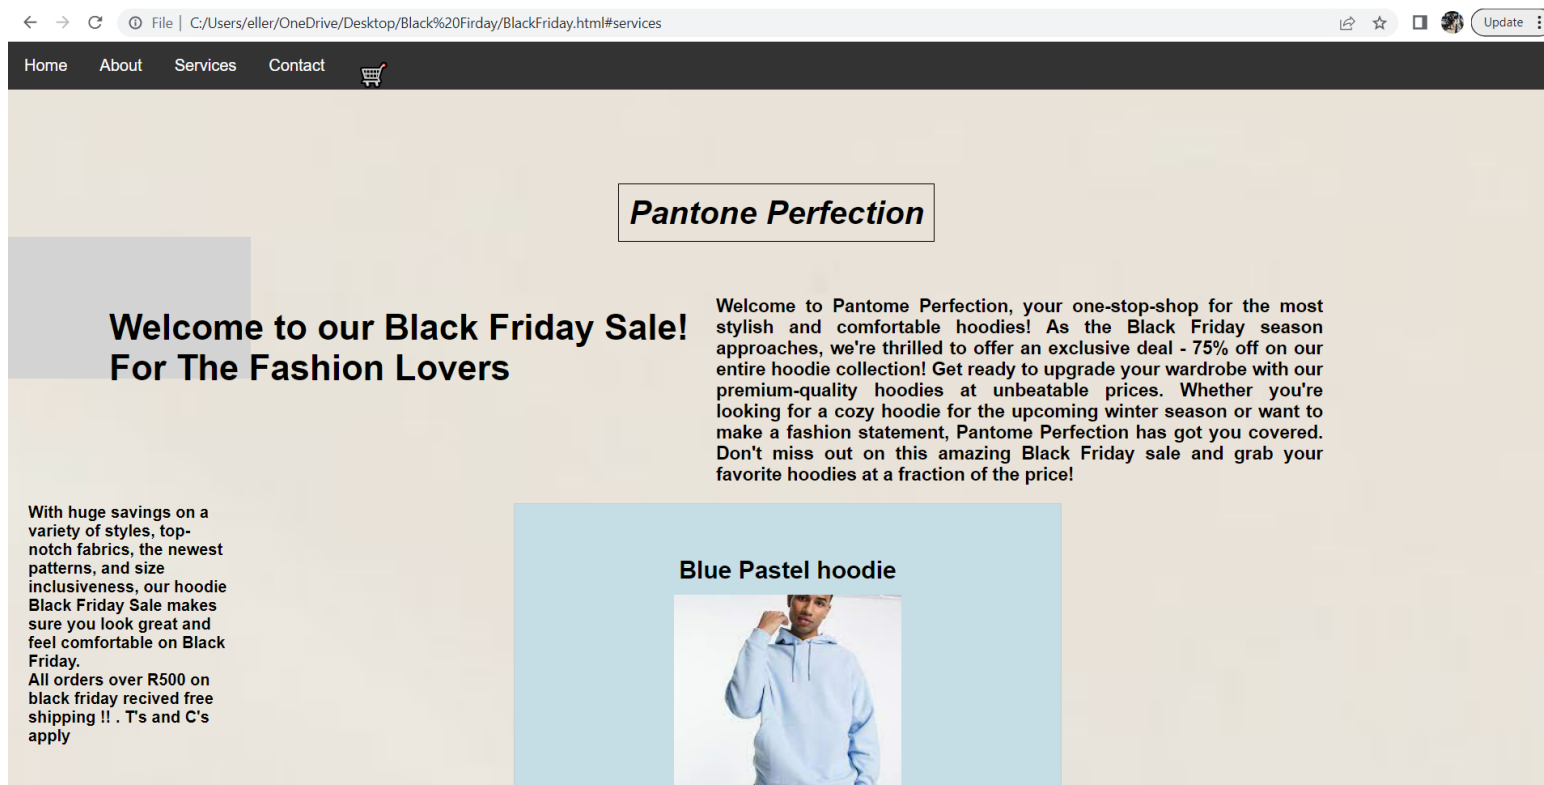 File | C:/Users/eller/OneDrive/Desktop/Black%20Firday/BlackFriday.html#services
Update
Home About Services Contact
Pantone Perfection
Welcome to our Black Friday Sale!
For The Fashion Lovers
Welcome to Pantome Perfection, your one-stop-shop for the most
stylish and comfortable hoodies! As the Black Friday season
approaches, we're thrilled to offer an exclusive deal - 75% off on our
entire hoodie collection! Get ready to upgrade your wardrobe with our
premium-quality hoodies at unbeatable prices. Whether you're
looking for a cozy hoodie for the upcoming winter season or want to
make a fashion statement, Pantome Perfection has got you covered.
Don't miss out on this amazing Black Friday sale and grab your
favorite hoodies at a fraction of the price!
With huge savings on a
variety of styles, top-
notch fabrics, the newest
patterns, and size
inclusiveness, our hoodie
Black Friday Sale makes
sure you look great and
feel comfortable on Black
Friday.
All orders over R500 on
black friday recived free
shipping !! . T's and C's
apply
Blue Pastel hoodie